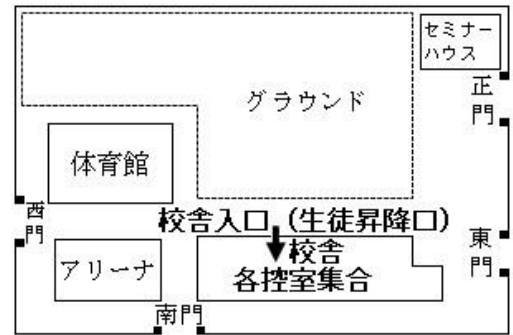 セミナー
ハウス
正門
グラウンド
体育館
西門
校舎入口（生徒昇降口）
校舎
各控室集合
東門
アリーナ
南門